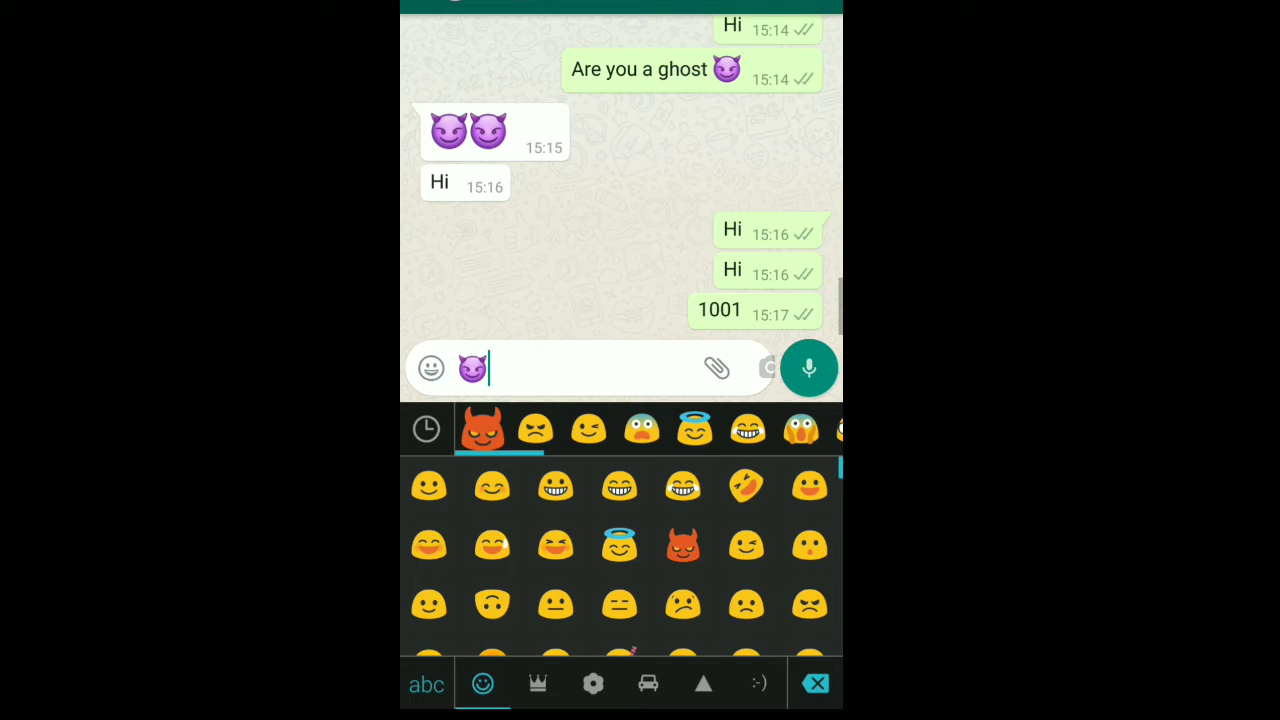 Hi 15:14
Are you a ghost 😈 15:14
😈😈 15:15
Hi 15:16
Hi 15:16
Hi 15:16
1001 15:17
😈
abc :-)